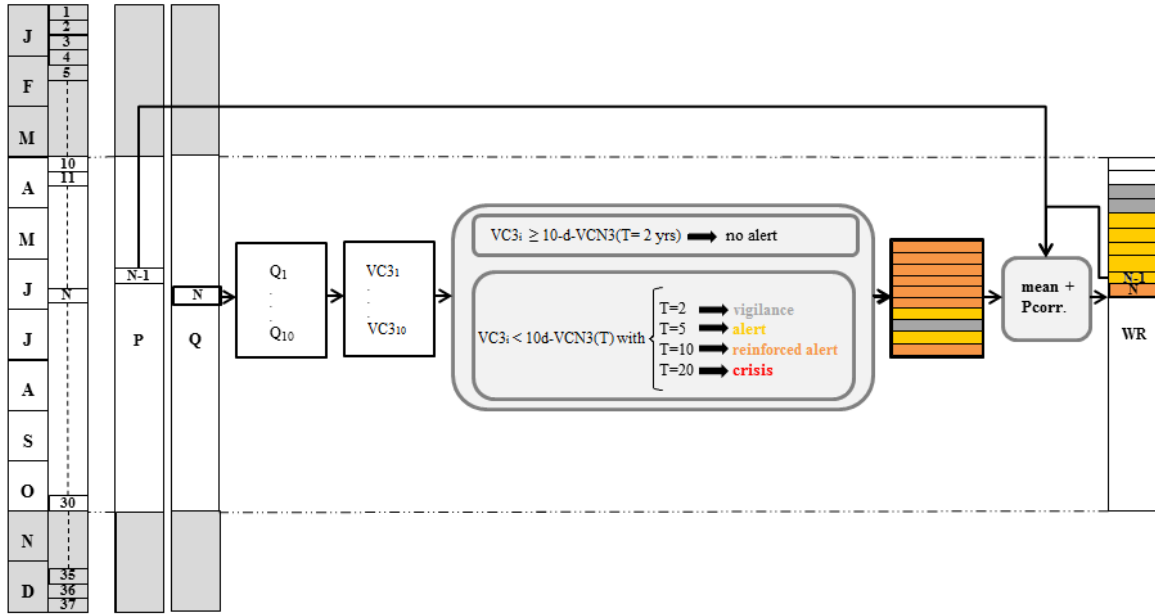 J
F
M
A
M
J
J
A
S
O
N
D
1
2
3
4
5
10
11
N
30
35
36
37
N-1
P
N
Q
Q1
.
.
.
Q10
VC31
.
.
.
VC310
VC3i ≥ 10-d-VCN3(T= 2 yrs) no alert
VC3i < 10d-VCN3(T) with
T=2 vigilance
T=5 alert
T=10 reinforced alert
T=20 crisis
mean +
Pcorr.
N-1
N
WR